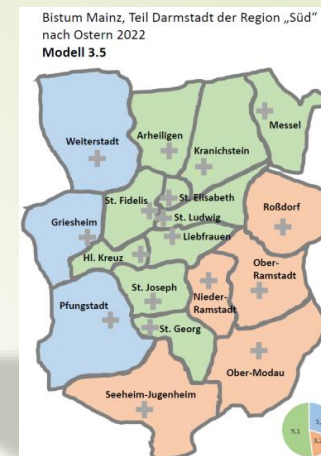 Bistum Mainz, Teil Darmstadt der Region „Süd“
nach Ostern 2022
Modell 3.5
Messel
Arheiligen
Weiterstadt
Kranichstein
St. Elisabeth
St. Fidelis
St. Ludwig
Roßdorf
Griesheim
Liebfrauen
Hl. Kreuz
Ober-
Ramstadt
St. Joseph
Nieder-
Ramstadt
Pfungstadt
St. Georg
Ober-Modau
Seeheim-Jugenheim
9,1